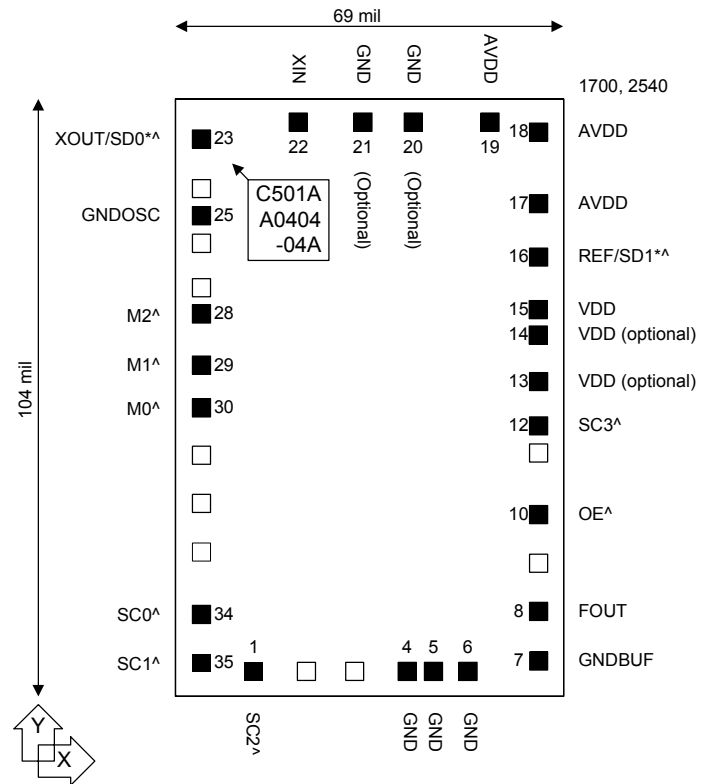 69 mil
XIN
GND
GND
AVDD
1700, 2540
XOUT/SD0*^
23
22
21
20
19
18
AVDD
(Optional)
(Optional)
C501A
A0404
-04A
GNDOSC
25
17
AVDD
16
REF/SD1*^
M2^
28
15
VDD
14
VDD (optional)
M1^
29
13
VDD (optional)
M0^
30
12
SC3^
104 mil
10
OE^
SC0^
34
8
FOUT
SC1^
35
1
4
5
6
7
GNDBUF
SC2^
GND
GND
GND
Y
X